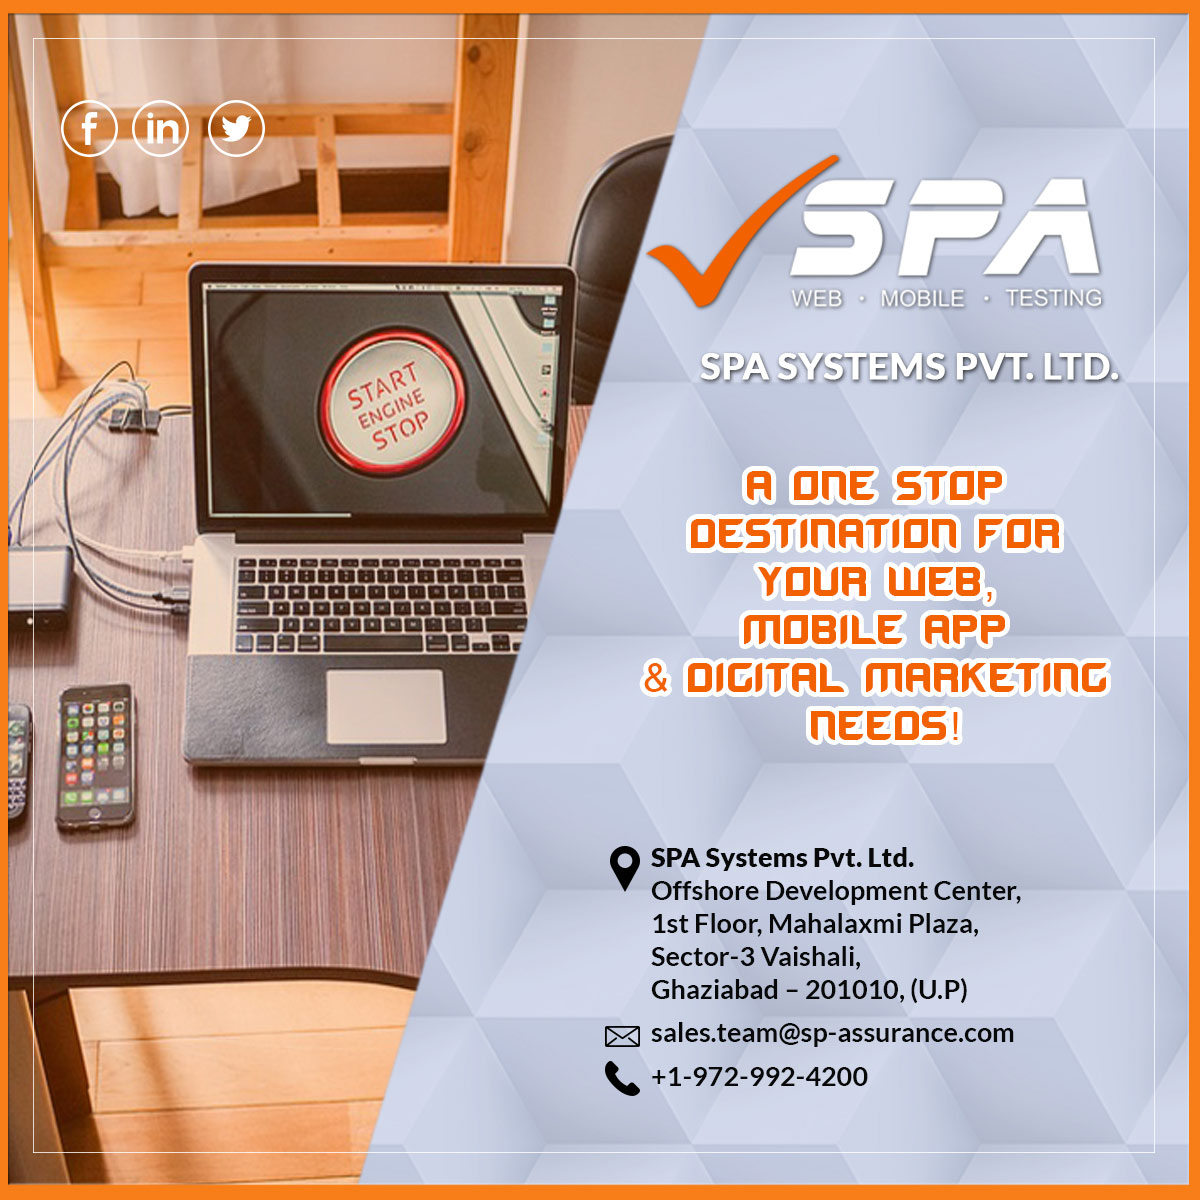 f in
SPA
WEB · MOBILE · TESTING
SPA SYSTEMS PVT. LTD.
START
ENGINE
STOP
A ONE STOP
DESTINATION FOR
YOUR WEB,
MOBILE APP
& DIGITAL MARKETING
NEEDS!
SPA Systems Pvt. Ltd.
Offshore Development Center,
1st Floor, Mahalaxmi Plaza,
Sector-3 Vaishali,
Ghaziabad – 201010, (U.P)
sales.team@sp-assurance.com
+1-972-992-4200